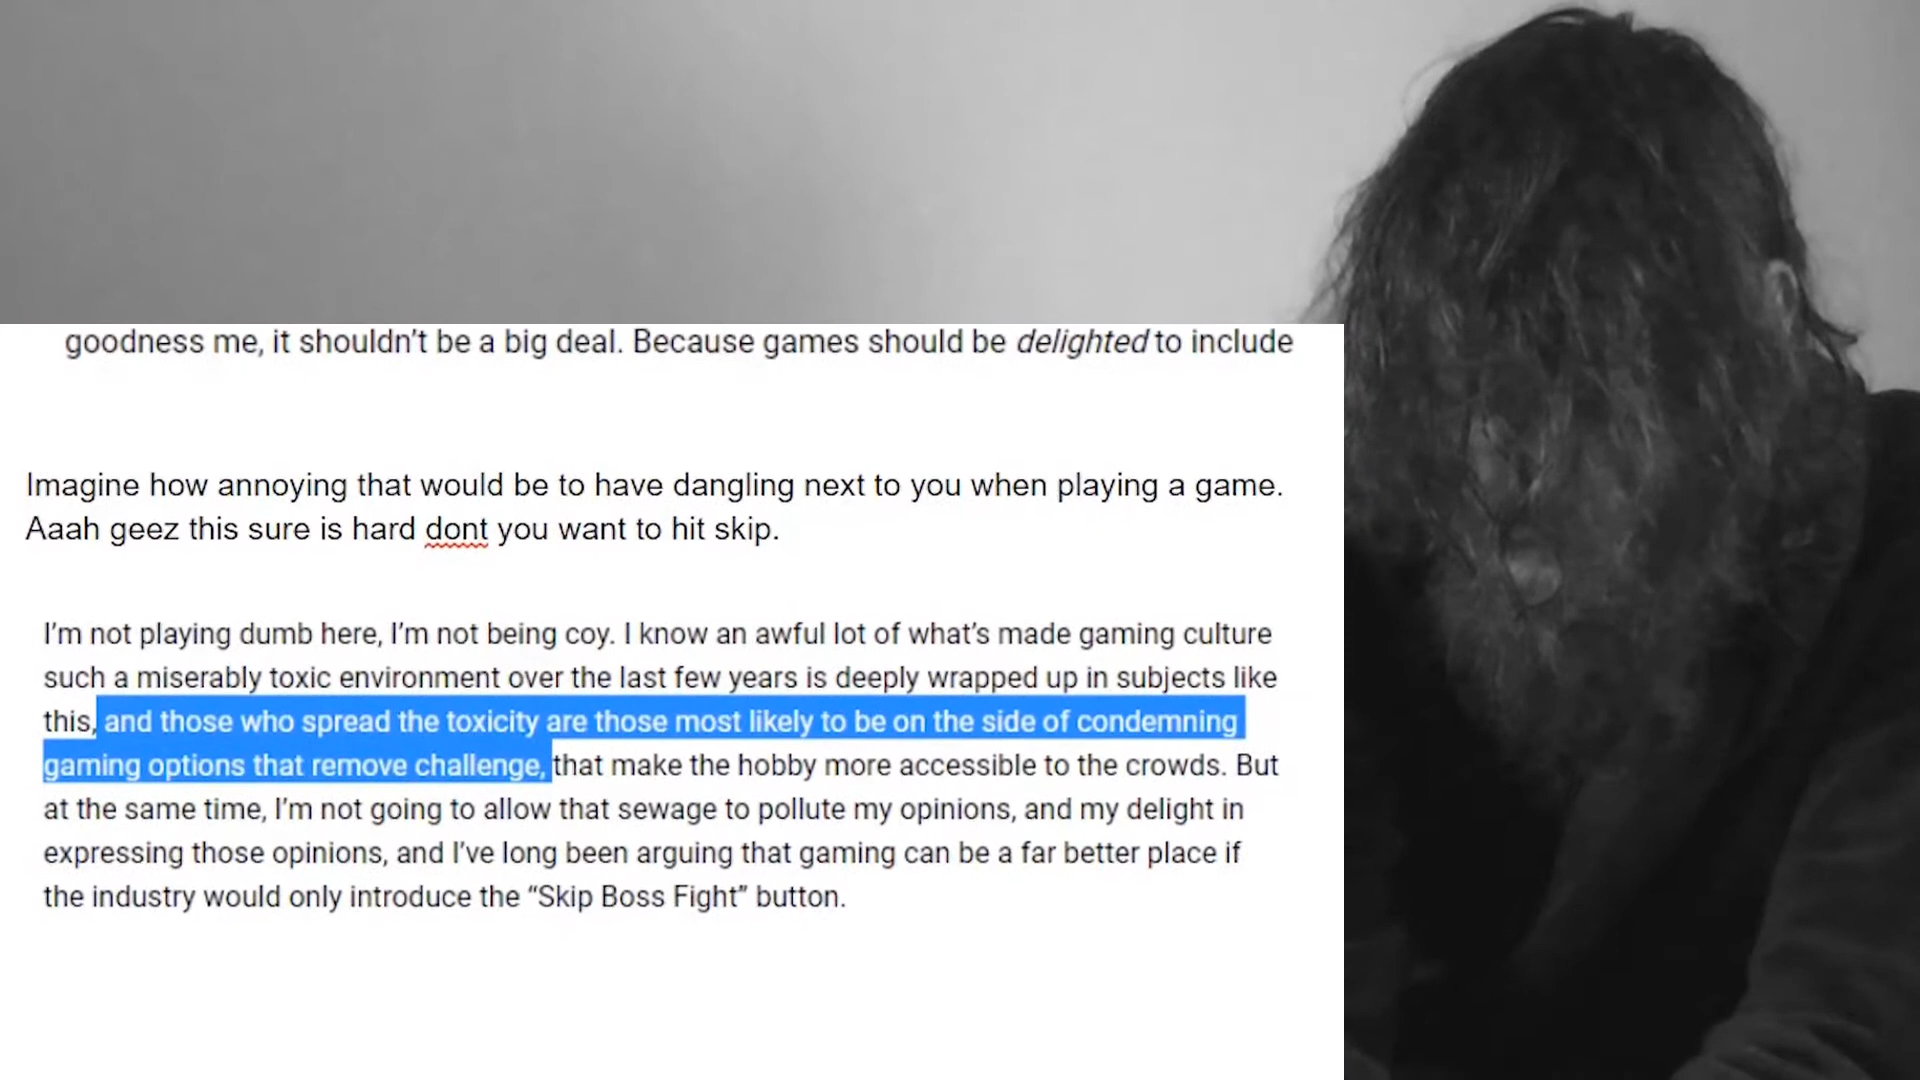 goodness me, it shouldn’t be a big deal. Because games should be delighted to include
Imagine how annoying that would be to have dangling next to you when playing a game.
Aaah geez this sure is hard dont you want to hit skip.
I’m not playing dumb here, I’m not being coy. I know an awful lot of what’s made gaming culture
such a miserably toxic environment over the last few years is deeply wrapped up in subjects like
this, and those who spread the toxicity are those most likely to be on the side of condemning
gaming options that remove challenge, that make the hobby more accessible to the crowds. But
at the same time, I’m not going to allow that sewage to pollute my opinions, and my delight in
expressing those opinions, and I’ve long been arguing that gaming can be a far better place if
the industry would only introduce the “Skip Boss Fight” button.